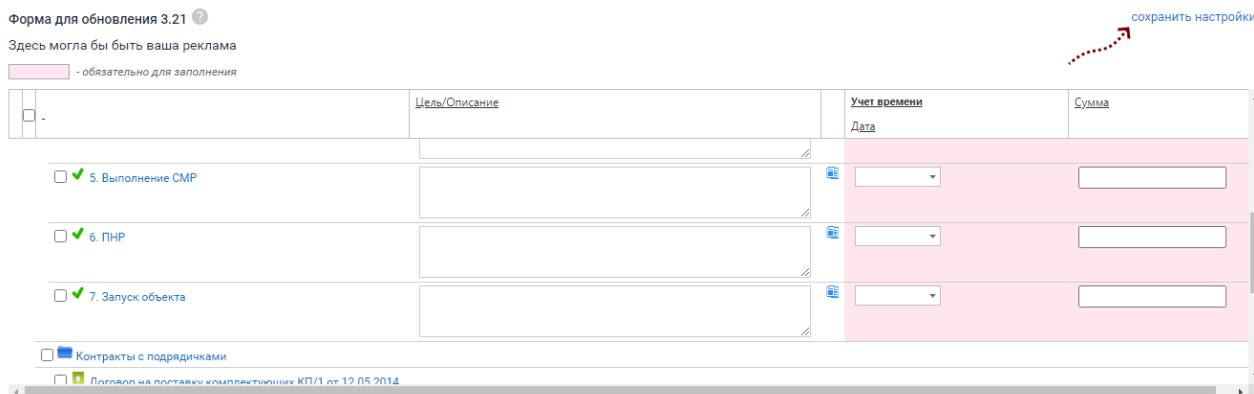 Форма для обновления 3.21 ?
сохранить настройки
Здесь могла бы быть ваша реклама
- обязательно для заполнения
- Цель/Описание Учет времени Сумма
Дата
5. Выполнение СМР
6. ПНР
7. Запуск объекта
Контракты с подрядичками
Договор на поставку комплектующих КП/1 от 12.05.2014